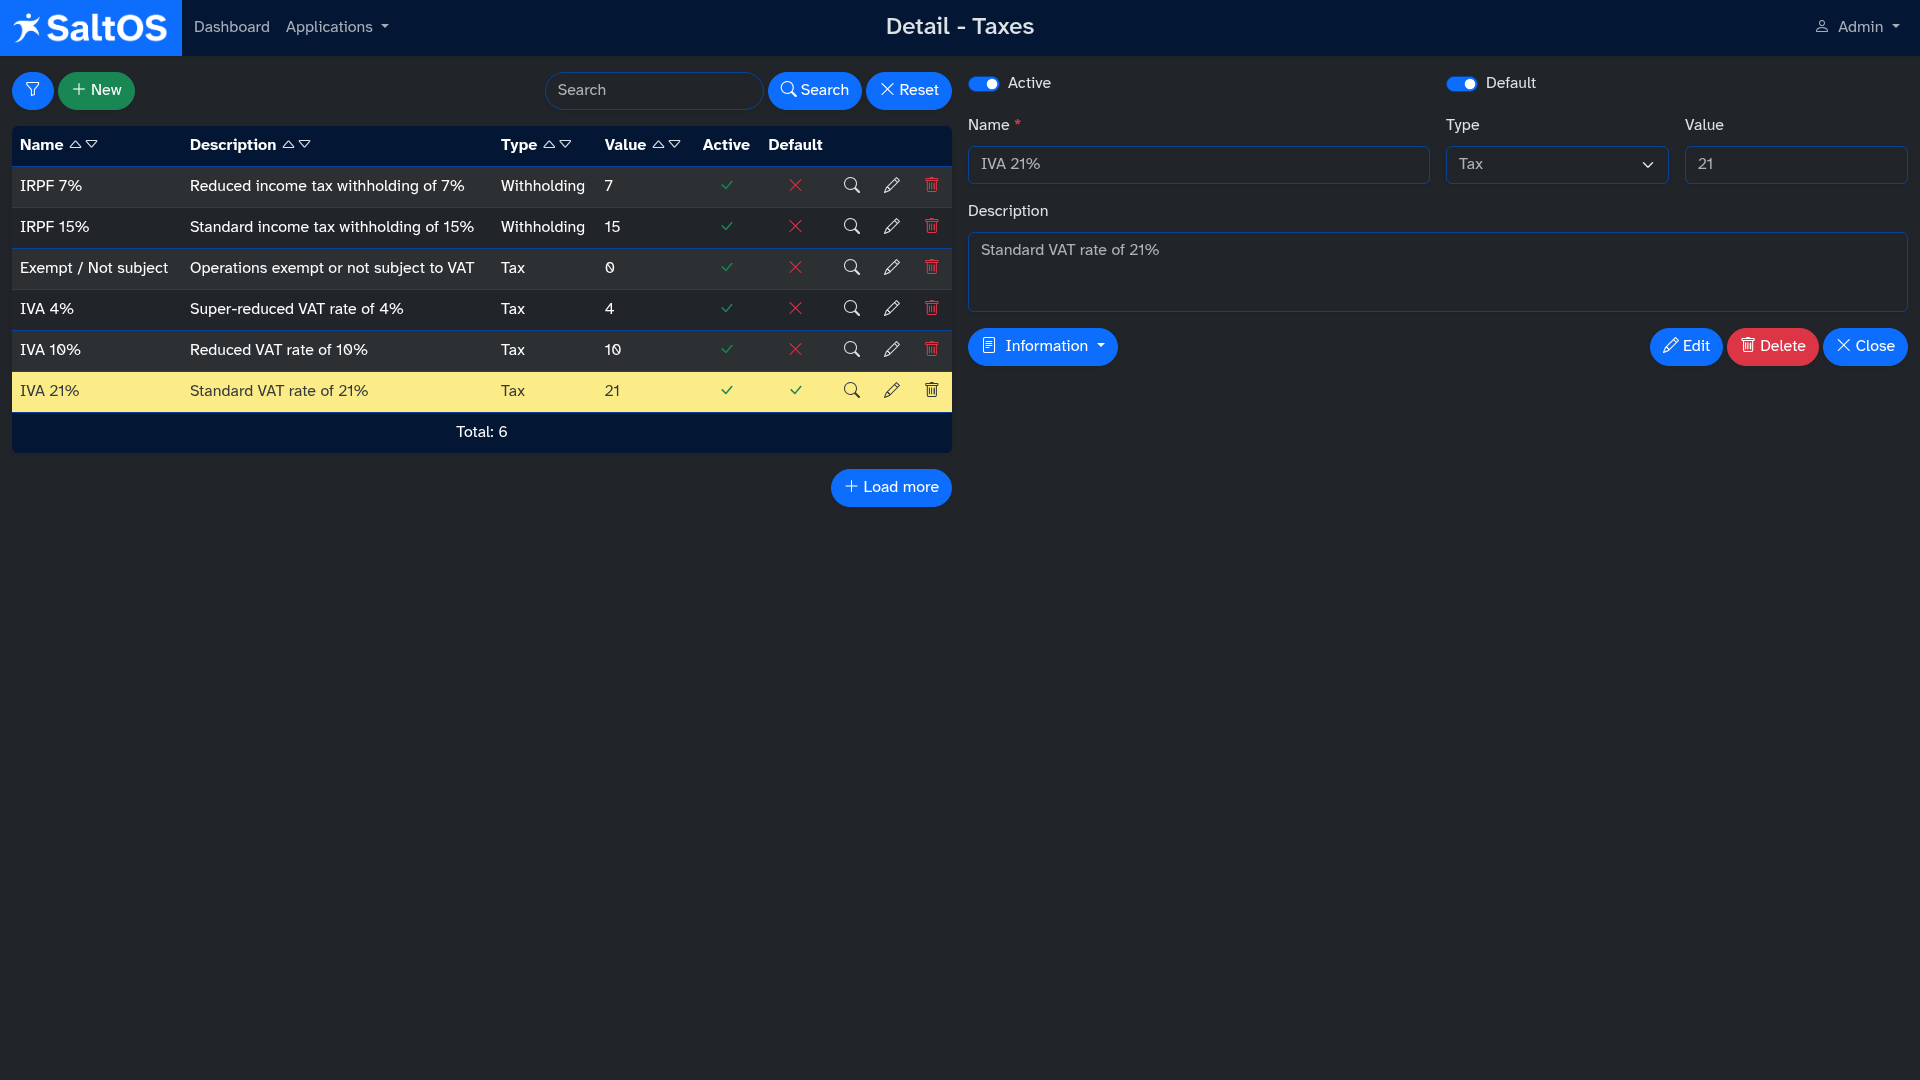 SaltOS Dashboard Applications Detail - Taxes Admin
New Search Search Reset
Name Description Type Value Active Default
IRPF 7% Reduced income tax withholding of 7% Withholding 7
IRPF 15% Standard income tax withholding of 15% Withholding 15
Exempt / Not subject Operations exempt or not subject to VAT Tax 0
IVA 4% Super-reduced VAT rate of 4% Tax 4
IVA 10% Reduced VAT rate of 10% Tax 10
IVA 21% Standard VAT rate of 21% Tax 21
Total: 6
Load more
Active Default
Name * Type Value
IVA 21% Tax 21
Description
Standard VAT rate of 21%
Information Edit Delete Close